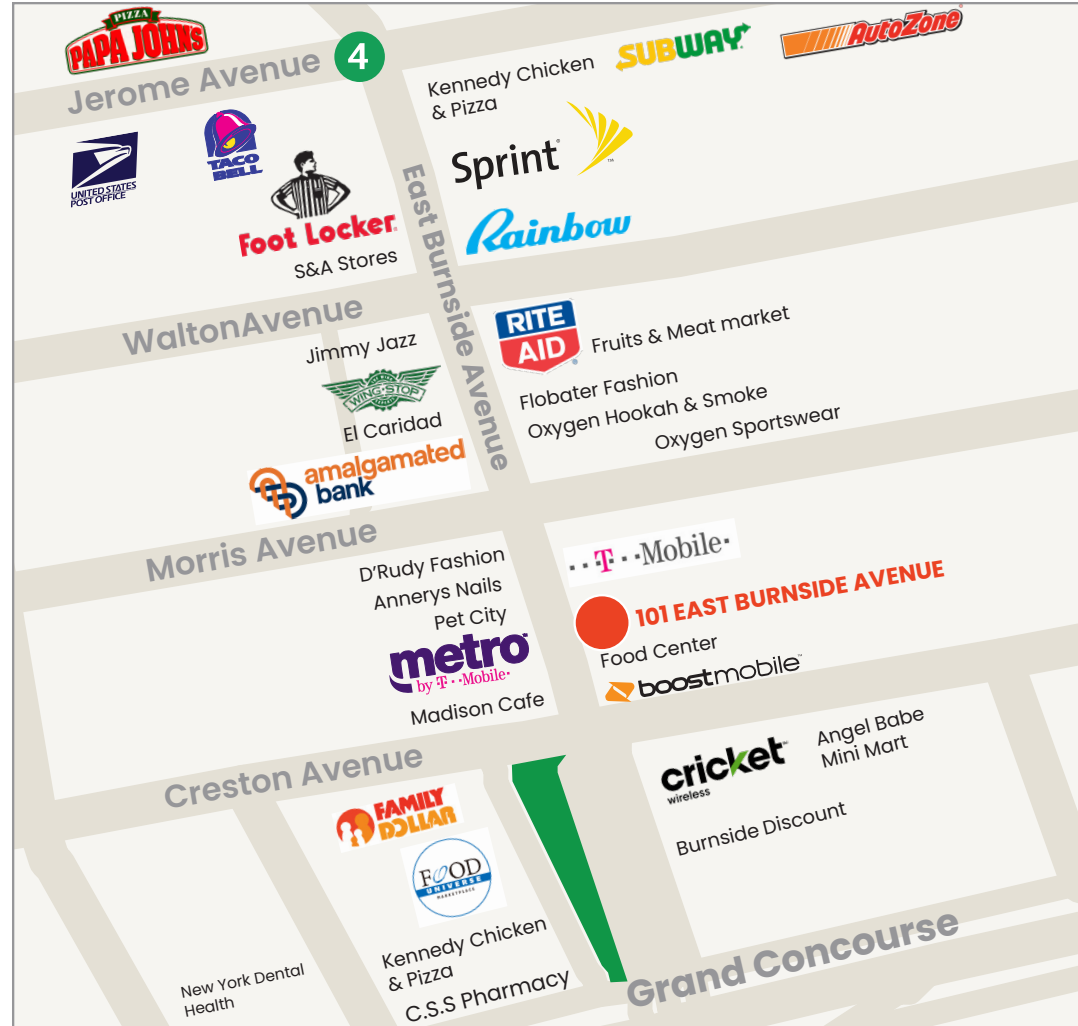 PIZZA
PAPA JOHN'S
Jerome Avenue
4
Kennedy Chicken
& Pizza
SUBWAY
AutoZone
UNITED STATES
POST OFFICE
TACO
BELL
Sprint
Foot Locker
S&A Stores
Rainbow
East Burnside Avenue
WaltonAvenue
Jimmy Jazz
WING·STOP
El Caridad
amalgamated
bank
RITE
AID
Fruits & Meat market
Flobater Fashion
Oxygen Hookah & Smoke
Oxygen Sportswear
Morris Avenue
D'Rudy Fashion
Annerys Nails
Pet City
metro
by T··Mobile·
Madison Cafe
··T··Mobile·
101 EAST BURNSIDE AVENUE
Food Center
boostmobile™
Creston Avenue
FAMILY
DOLLAR
FOOD
UNIVERSE
MARKETPLACE
Kennedy Chicken
& Pizza
C.S.S Pharmacy
New York Dental
Health
cricket
wireless
Angel Babe
Mini Mart
Burnside Discount
Grand Concourse